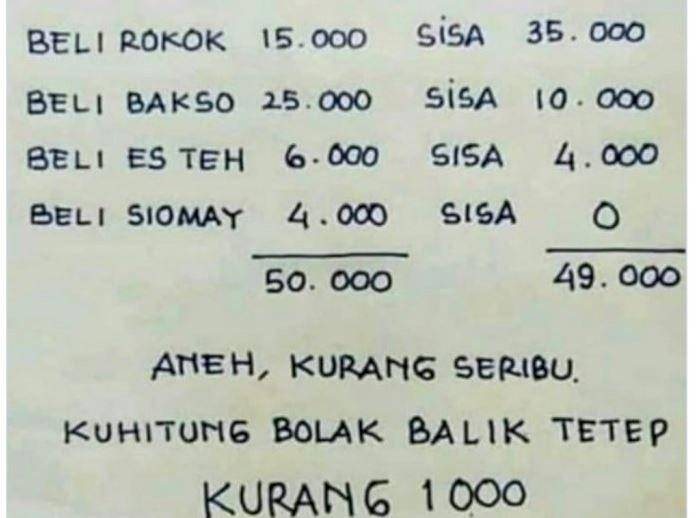 BELI ROKOK 15.000 SISA 35.000
BELI BAKSO 25.000 SISA 10.000
BELI ES TEH 6.000 SISA 4.000
BELI SIOMAY 4.000 SISA 0
50.000 49.000
ANEH, KURANG SERIBU.
KUHITUNG BOLAK BALIK TETEP
KURANG 1000